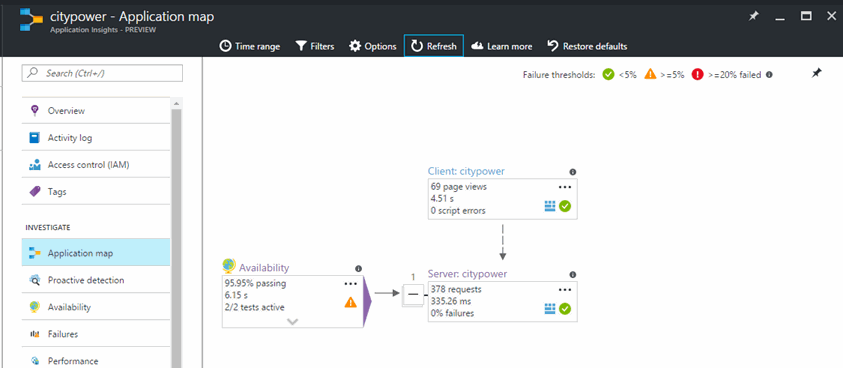 citypower - Application map
Application Insights - PREVIEW
Time range
Filters
Options
Refresh
Learn more
Restore defaults
Search (Ctrl+/)
Overview
Activity log
Access control (IAM)
Tags
INVESTIGATE
Application map
Proactive detection
Availability
Failures
Performance
Failure thresholds: <5% >=5% >=20% failed
Client: citypower
69 page views
4.51 s
0 script errors
Availability
95.95% passing
6.15 s
2/2 tests active
1
Server: citypower
378 requests
335.26 ms
0% failures